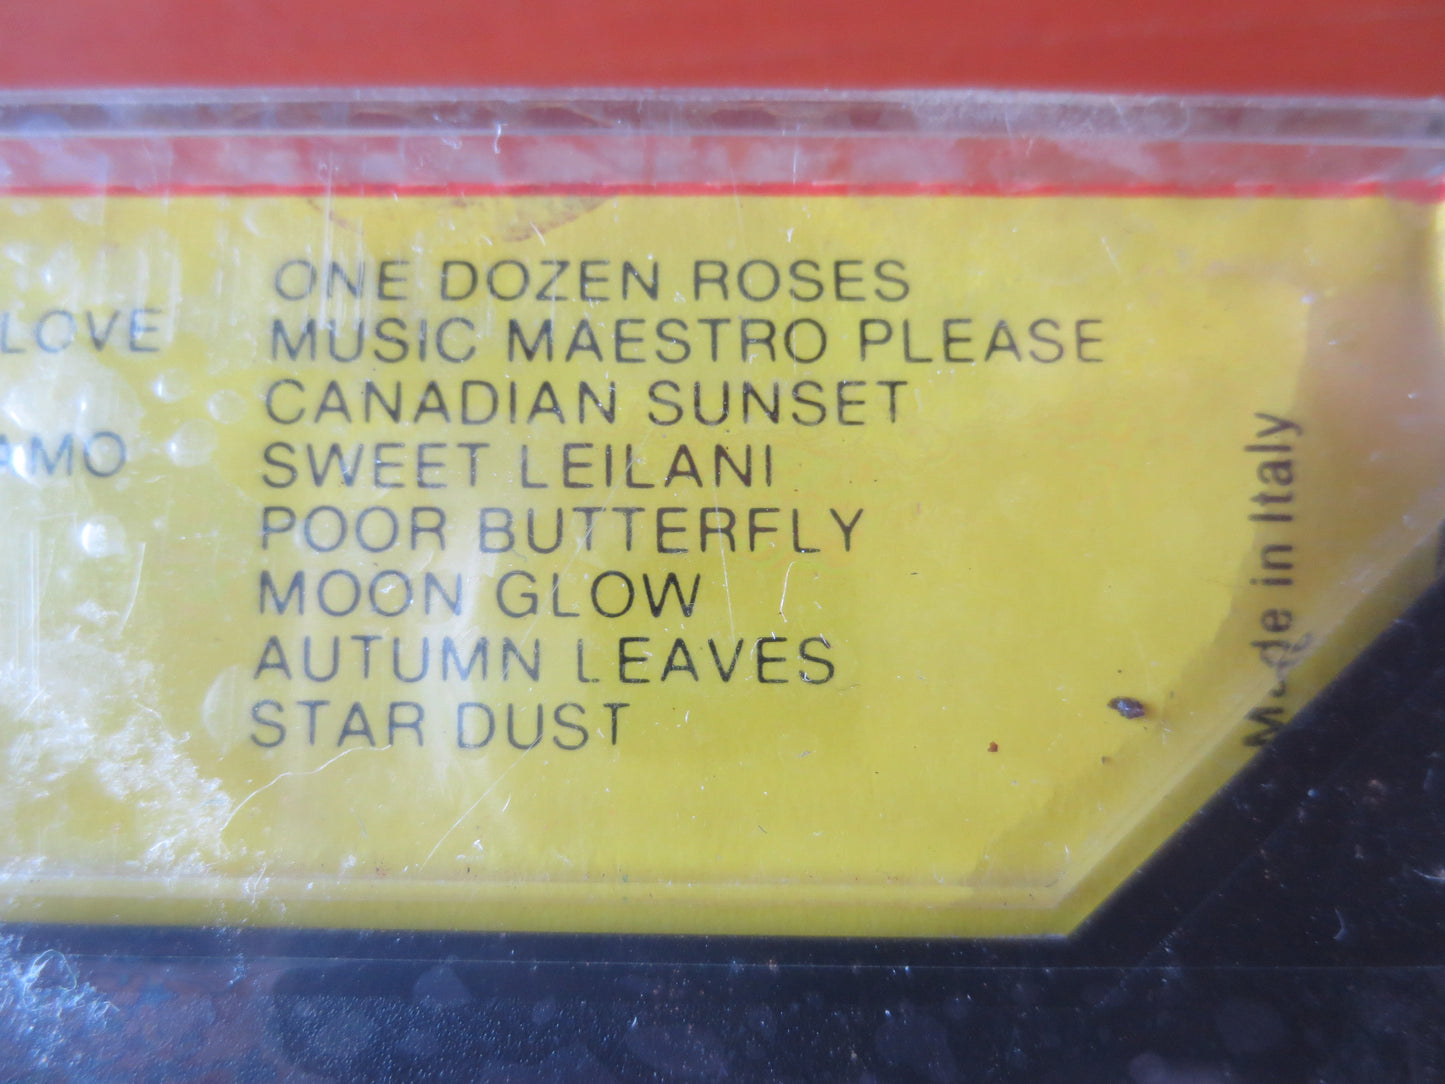 LOVE
AMO
ONE DOZEN ROSES
MUSIC MAESTRO PLEASE
CANADIAN SUNSET
SWEET LEILANI
POOR BUTTERFLY
MOON GLOW
AUTUMN LEAVES
STAR DUST
Made in Italy